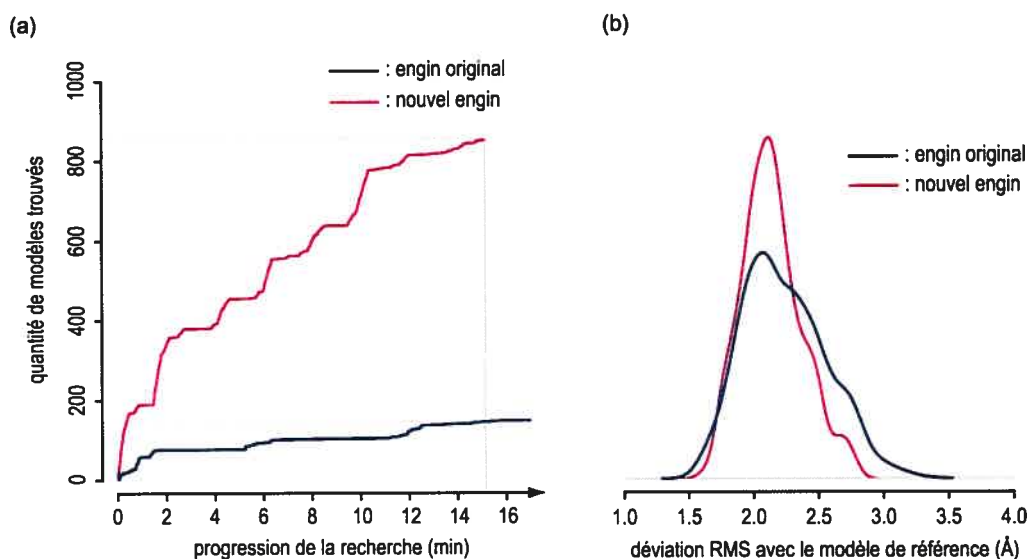 (a)
: engin original
: nouvel engin
quantité de modèles trouvés
1000
800
600
400
200
0
0 2 4 6 8 10 12 14 16
progression de la recherche (min)
(b)
: engin original
: nouvel engin
1.0 1.5 2.0 2.5 3.0 3.5 4.0
déviation RMS avec le modèle de référence (Å)